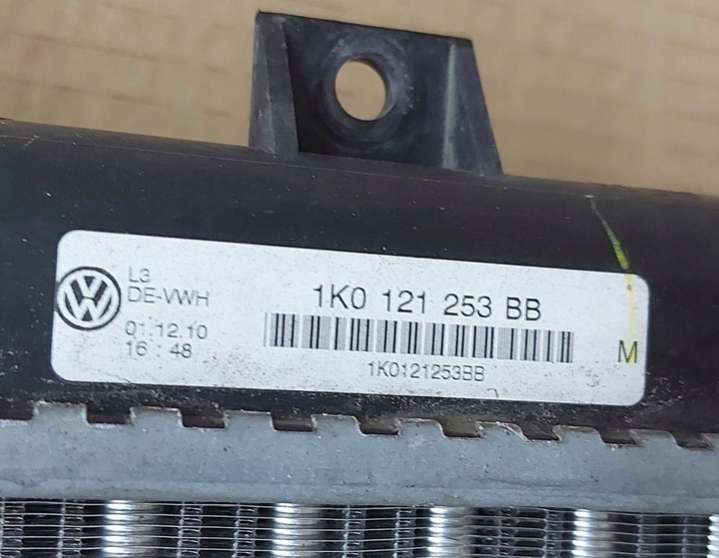 L3
DE-VWH
01.12.10
16:48
1K0 121 253 BB
1K0121253BB
M